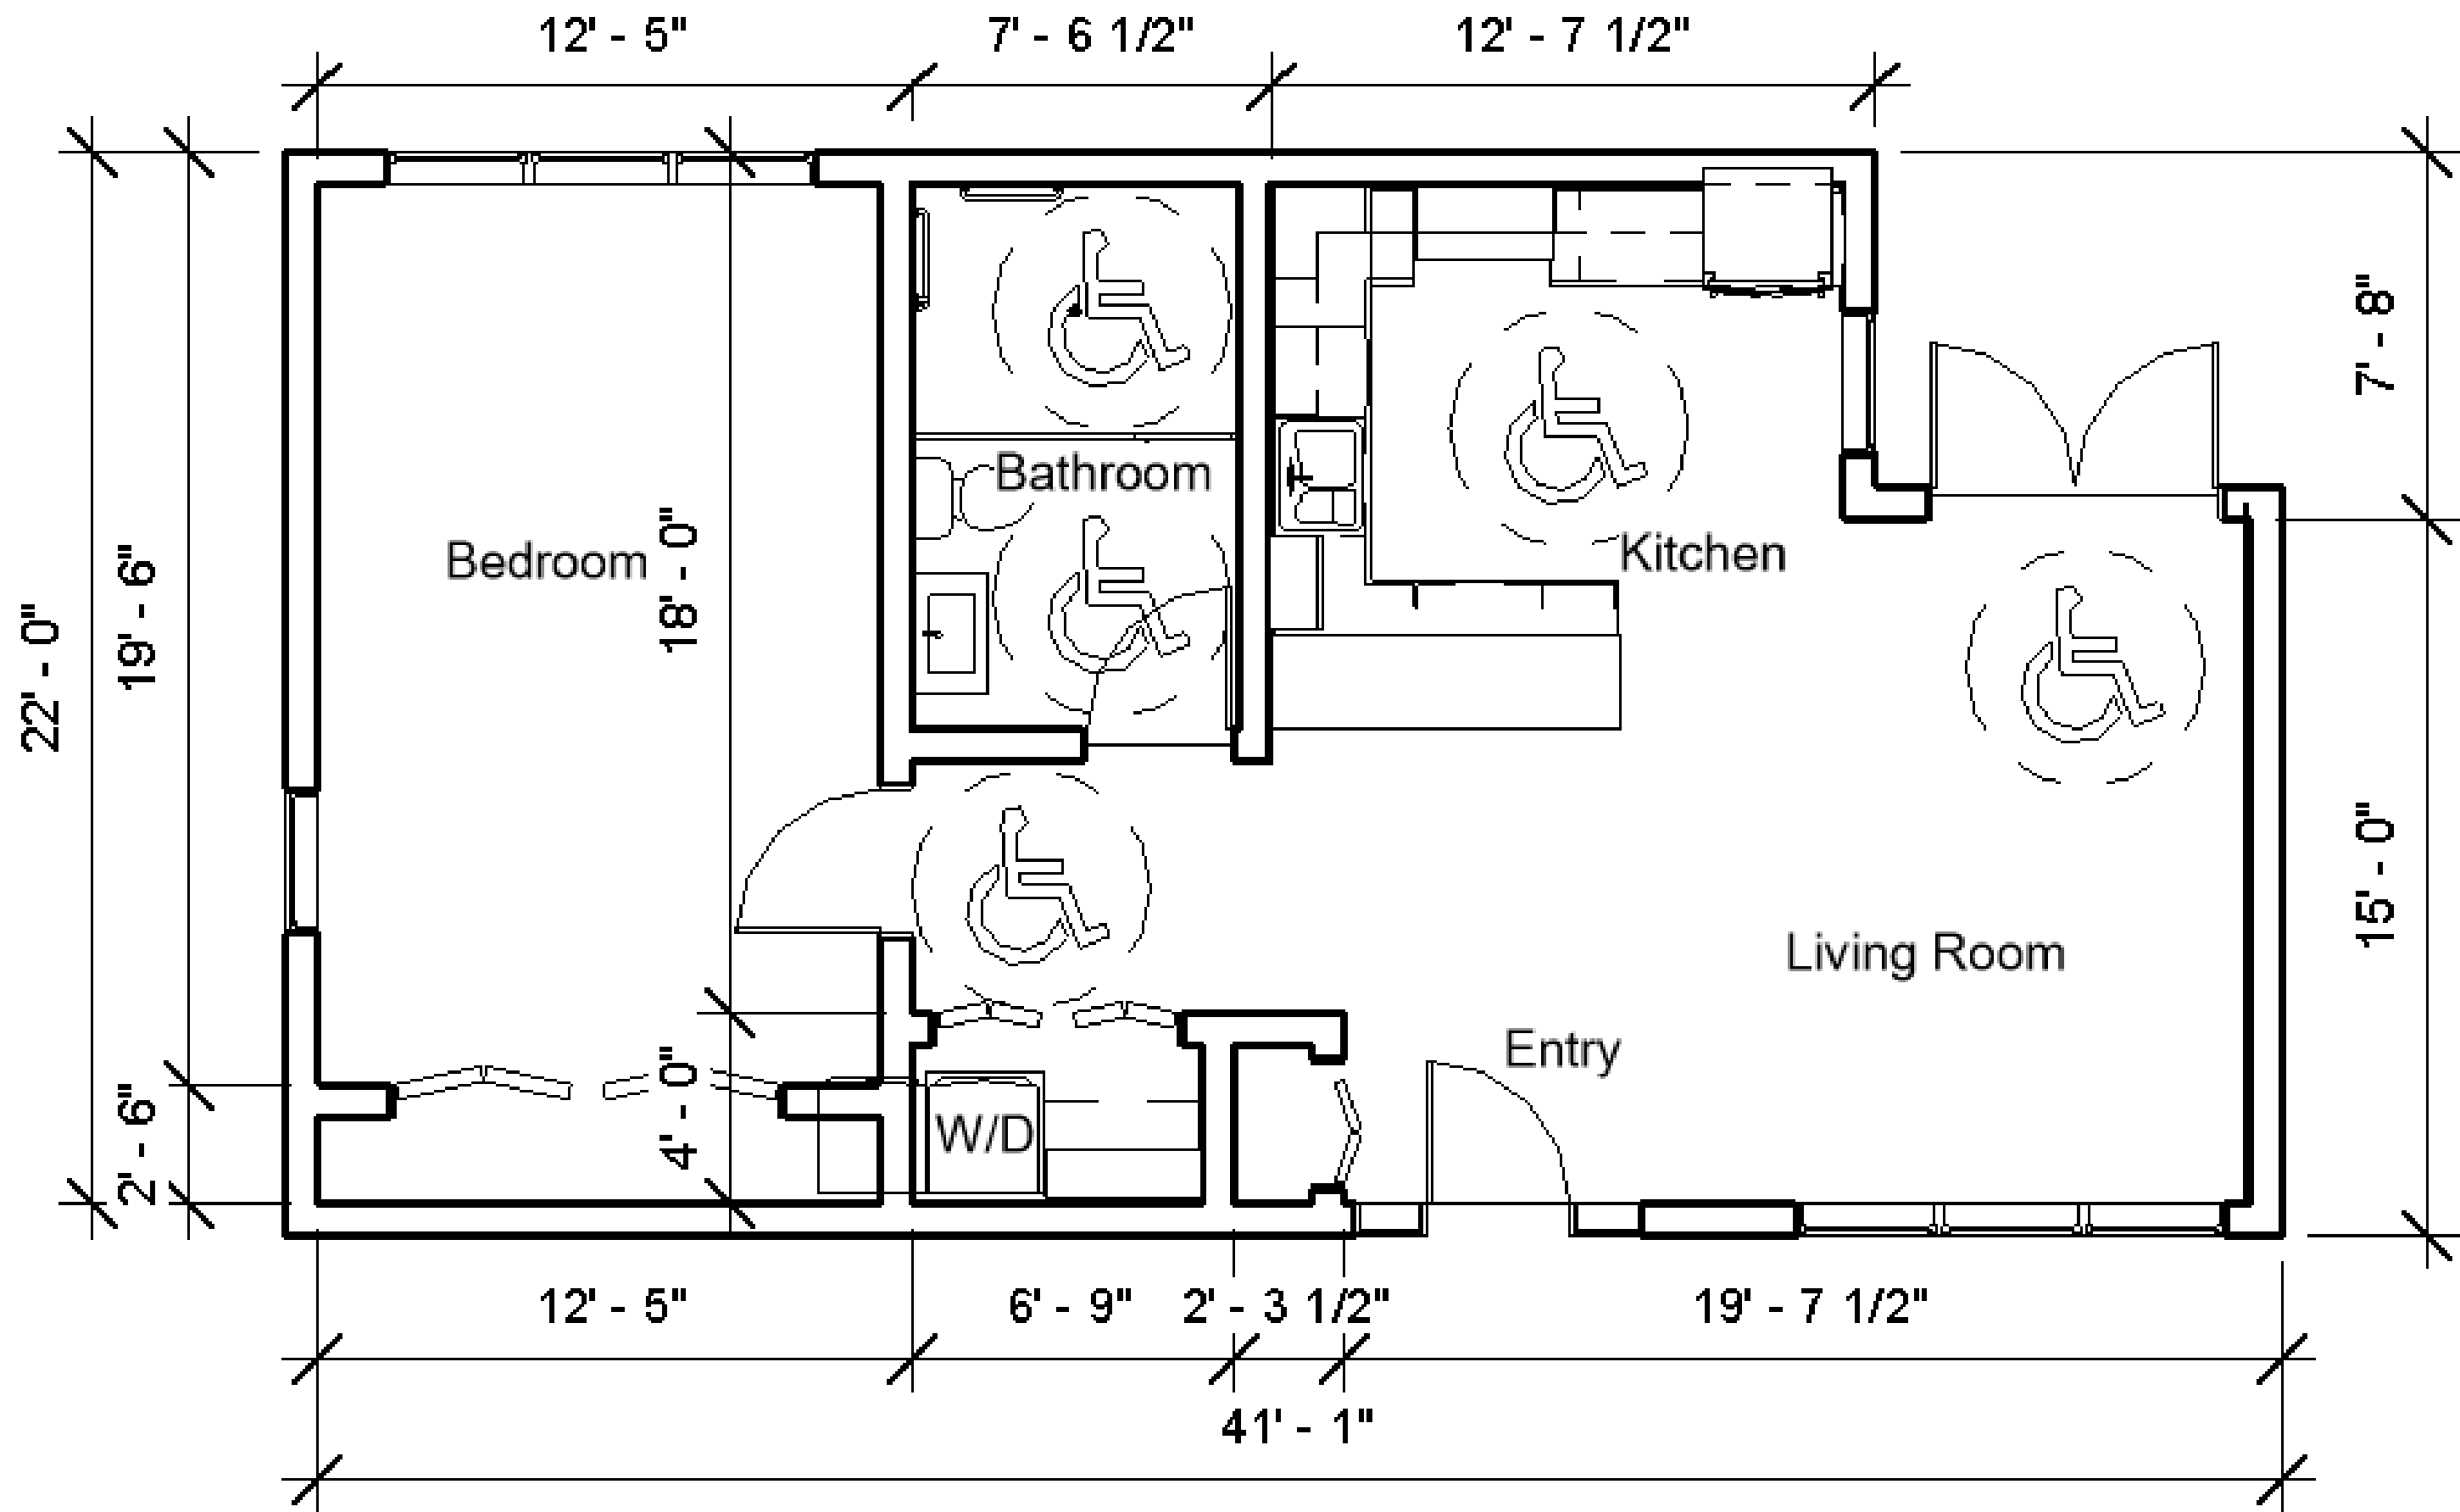 12' - 5"
7' - 6 1/2"
12' - 7 1/2"
22' - 0"
19' - 6"
2' - 6"
18' - 0"
4' - 0"
7' - 8"
15' - 0"
Bathroom
Bedroom
Kitchen
Living Room
Entry
W/D
12' - 5"
6' - 9"
2' - 3 1/2"
19' - 7 1/2"
41' - 1"